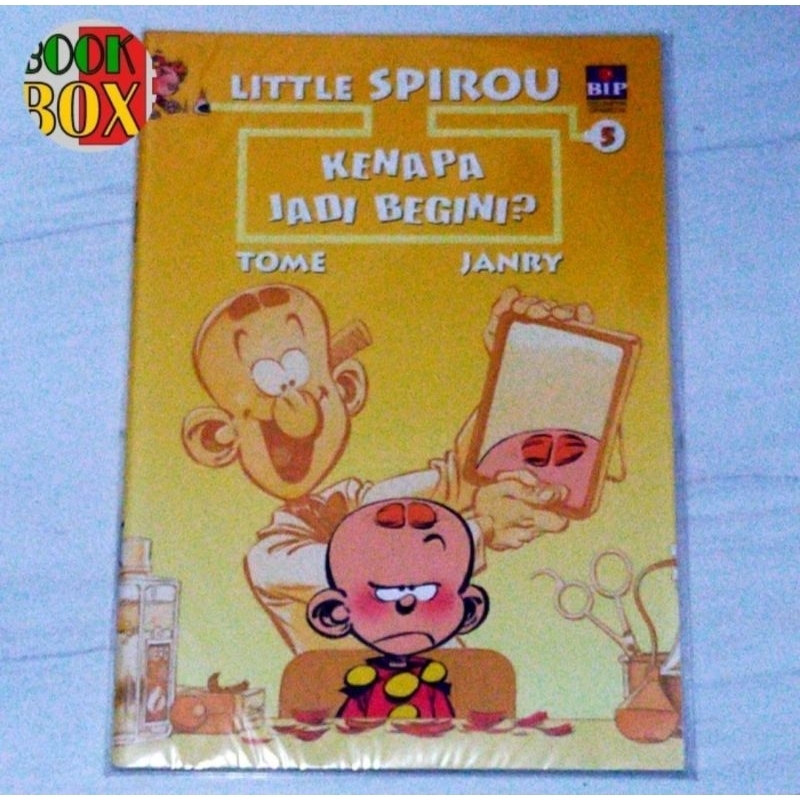 BOOK
BOX
LITTLE SPIROU
BIP
5
KENAPA
JADI BEGINI?
TOME JANRY